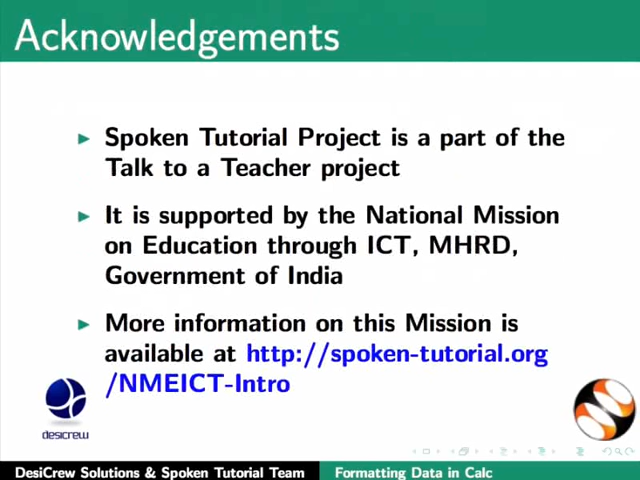 Acknowledgements
Spoken Tutorial Project is a part of the
Talk to a Teacher project
It is supported by the National Mission
on Education through ICT, MHRD,
Government of India
More information on this Mission is
available at http://spoken-tutorial.org
/NMEICT-Intro
desicrew
DesiCrew Solutions & Spoken Tutorial Team
Formatting Data in Calc